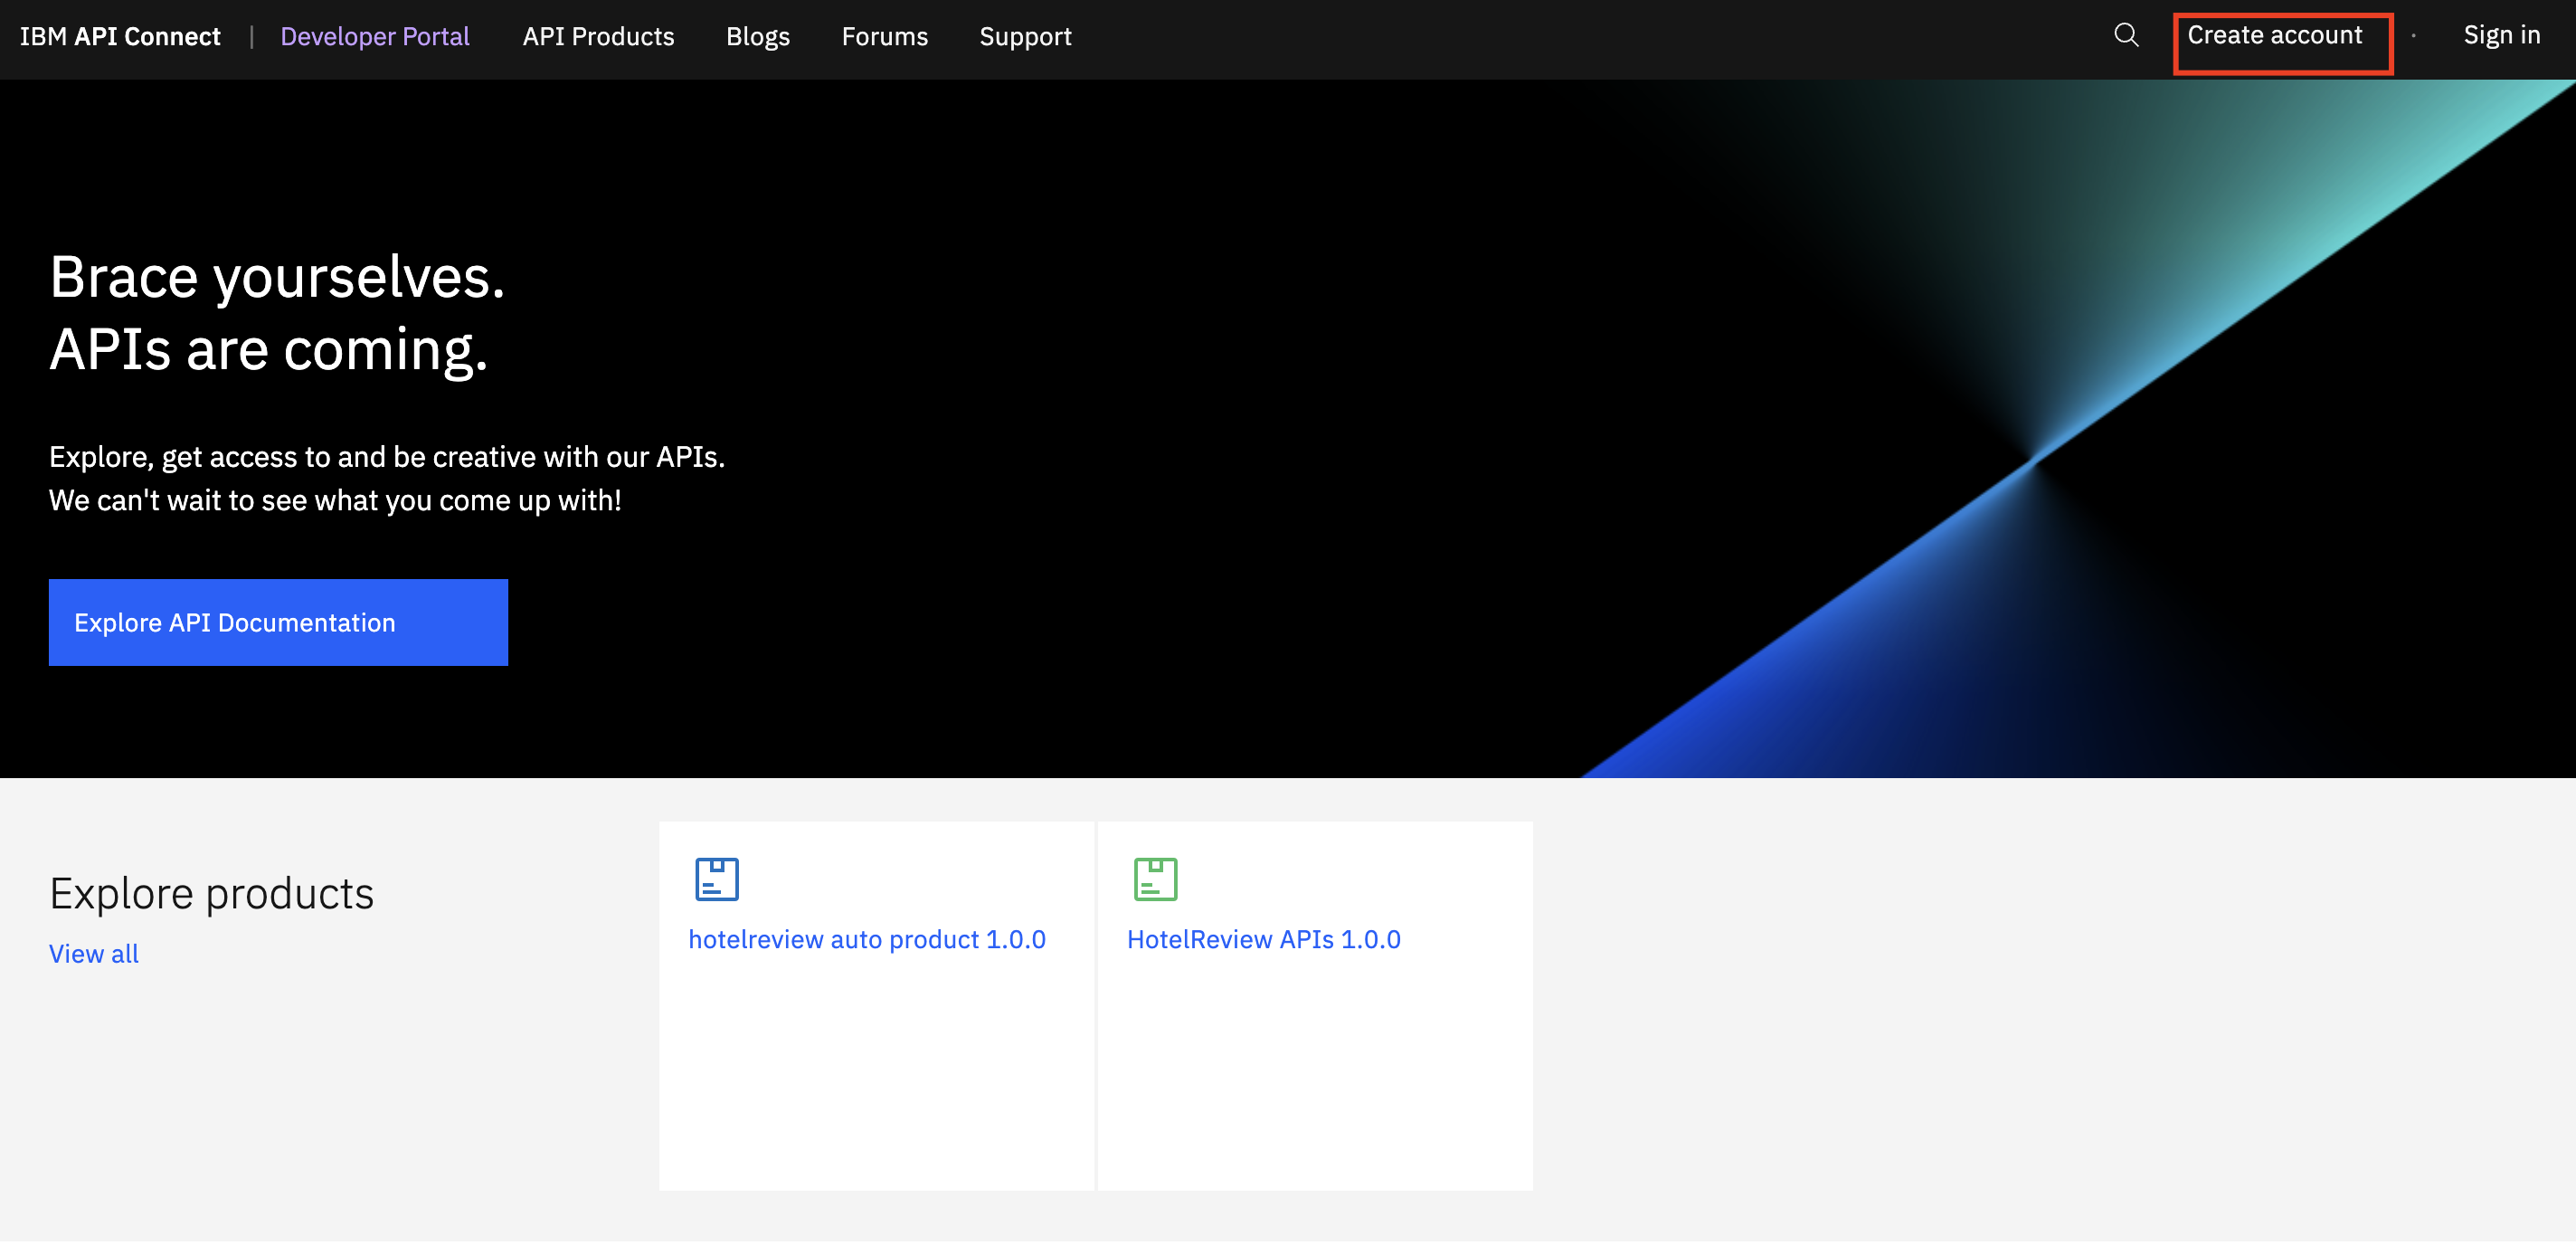 IBM API Connect | Developer Portal API Products Blogs Forums Support Create account · Sign in
Brace yourselves.
APIs are coming.
Explore, get access to and be creative with our APIs.
We can't wait to see what you come up with!
Explore API Documentation
Explore products
View all
hotelreview auto product 1.0.0
HotelReview APIs 1.0.0